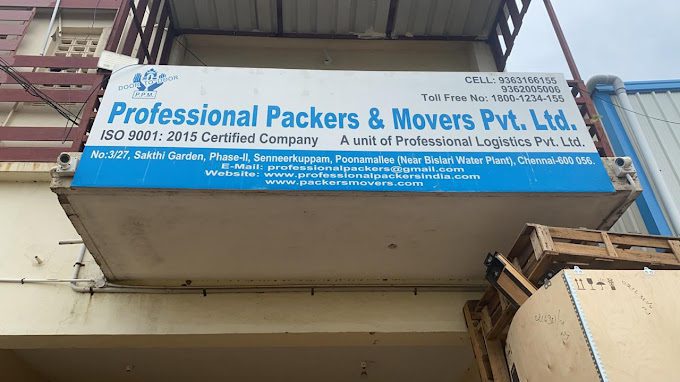 DOOR TO DOOR
P.P.M.
CELL: 9363166155
9362005006
Toll Free No: 1800-1234-155
Professional Packers & Movers Pvt. Ltd.
ISO 9001: 2015 Certified Company A unit of Professional Logistics Pvt. Ltd.
No:3/27, Sakthi Garden, Phase-II, Senneerkuppam, Poonamallee (Near Bislari Water Plant), Chennai-600 056.
E-Mail: professionalpackers@gmail.com
Website: www.professionalpackersindia.com
www.packersmovers.com